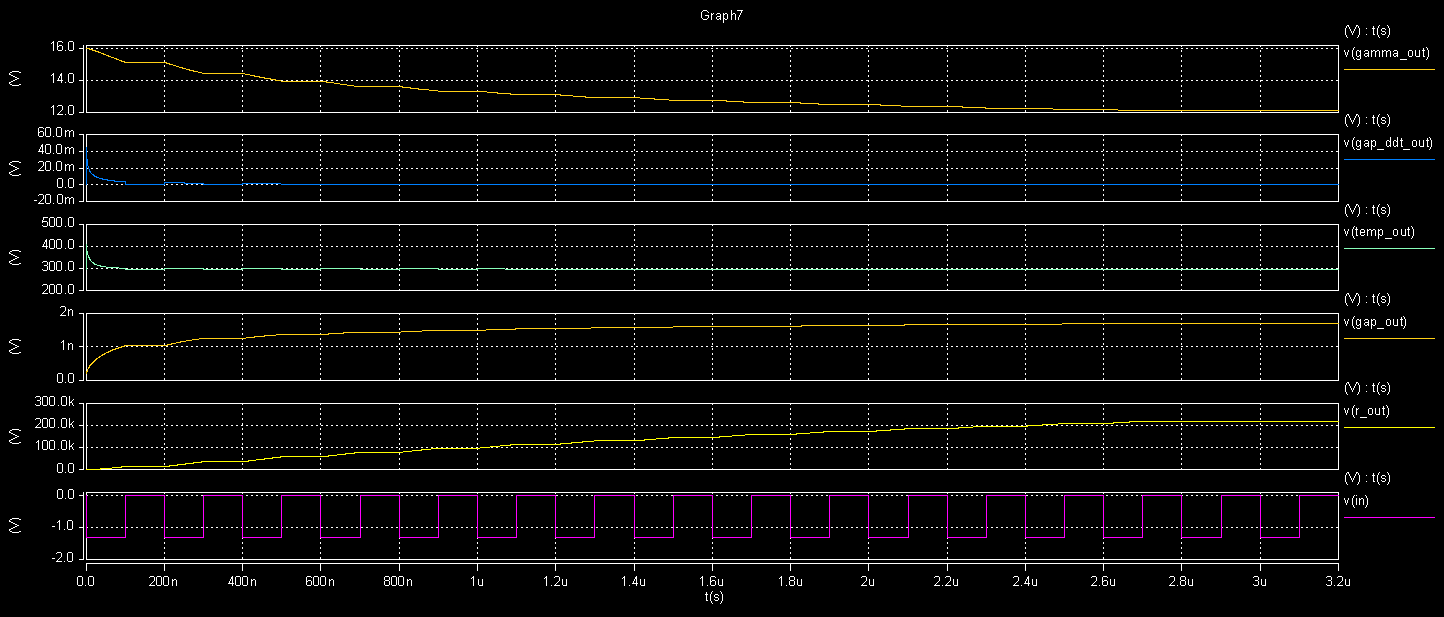 Graph7
(V) : t(s)
v(gamma_out)
16.0
14.0
12.0
(V)
(V) : t(s)
v(gap_ddt_out)
60.0m
40.0m
20.0m
0.0
-20.0m
(V)
(V) : t(s)
v(temp_out)
500.0
400.0
300.0
200.0
(V)
(V) : t(s)
v(gap_out)
2n
1n
0.0
(V)
(V) : t(s)
v(r_out)
300.0k
200.0k
100.0k
0.0
(V)
(V) : t(s)
v(in)
0.0
-1.0
-2.0
(V)
0.0 200n 400n 600n 800n 1u 1.2u 1.4u 1.6u 1.8u 2u 2.2u 2.4u 2.6u 2.8u 3u 3.2u
t(s)